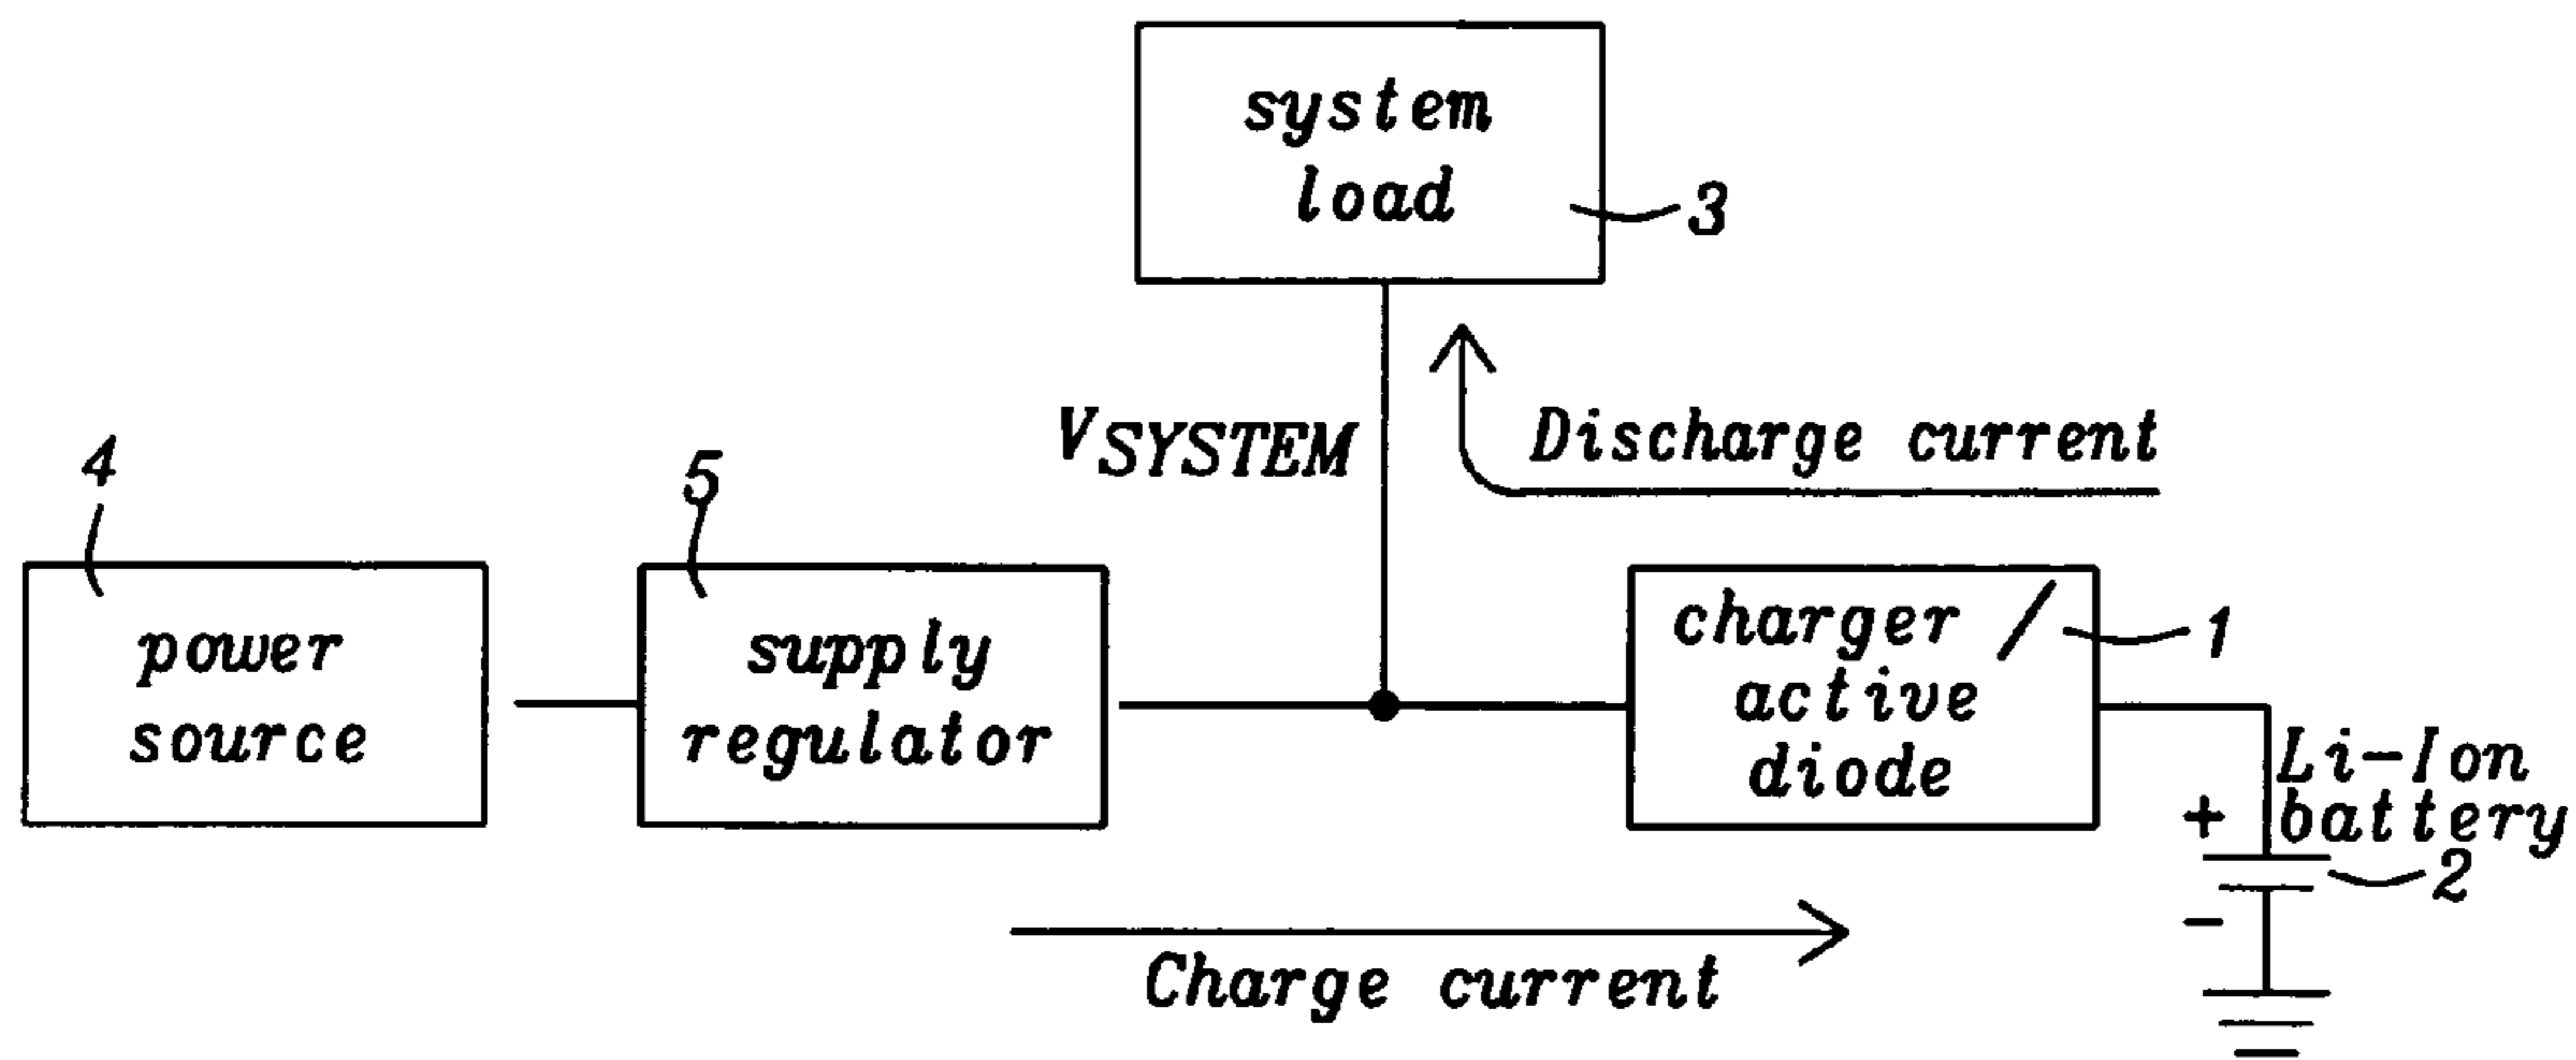 system
load
3
VSYSTEM
Discharge current
4
5
power
source
supply
regulator
charger /
active
diode
1
Li-Ion
battery
+
2
-
Charge current